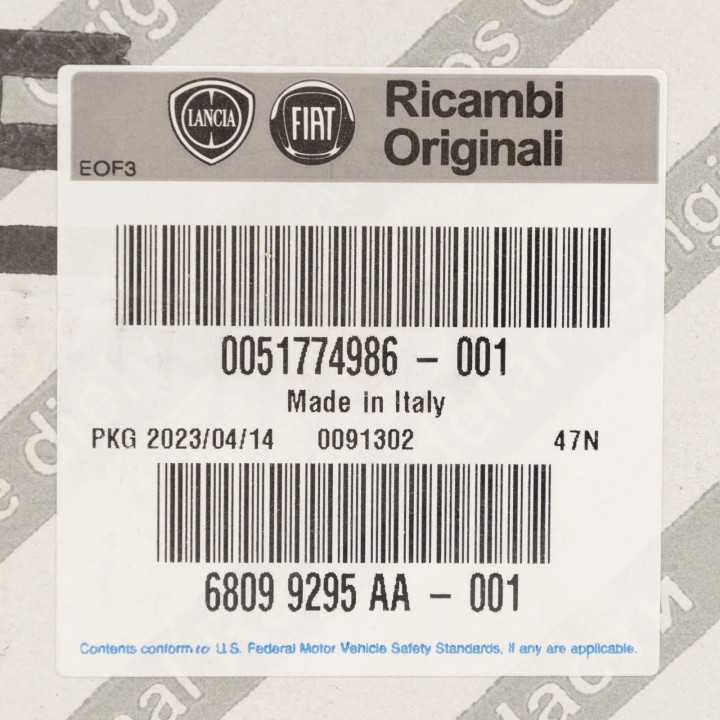 LANCIA
FIAT
Ricambi
Originali
EOF3
0051774986 – 001
Made in Italy
PKG 2023/04/14 0091302 47N
6809 9295 AA – 001
Contents conform to U.S. Federal Motor Vehicle Safety Standards, if any are applicable.